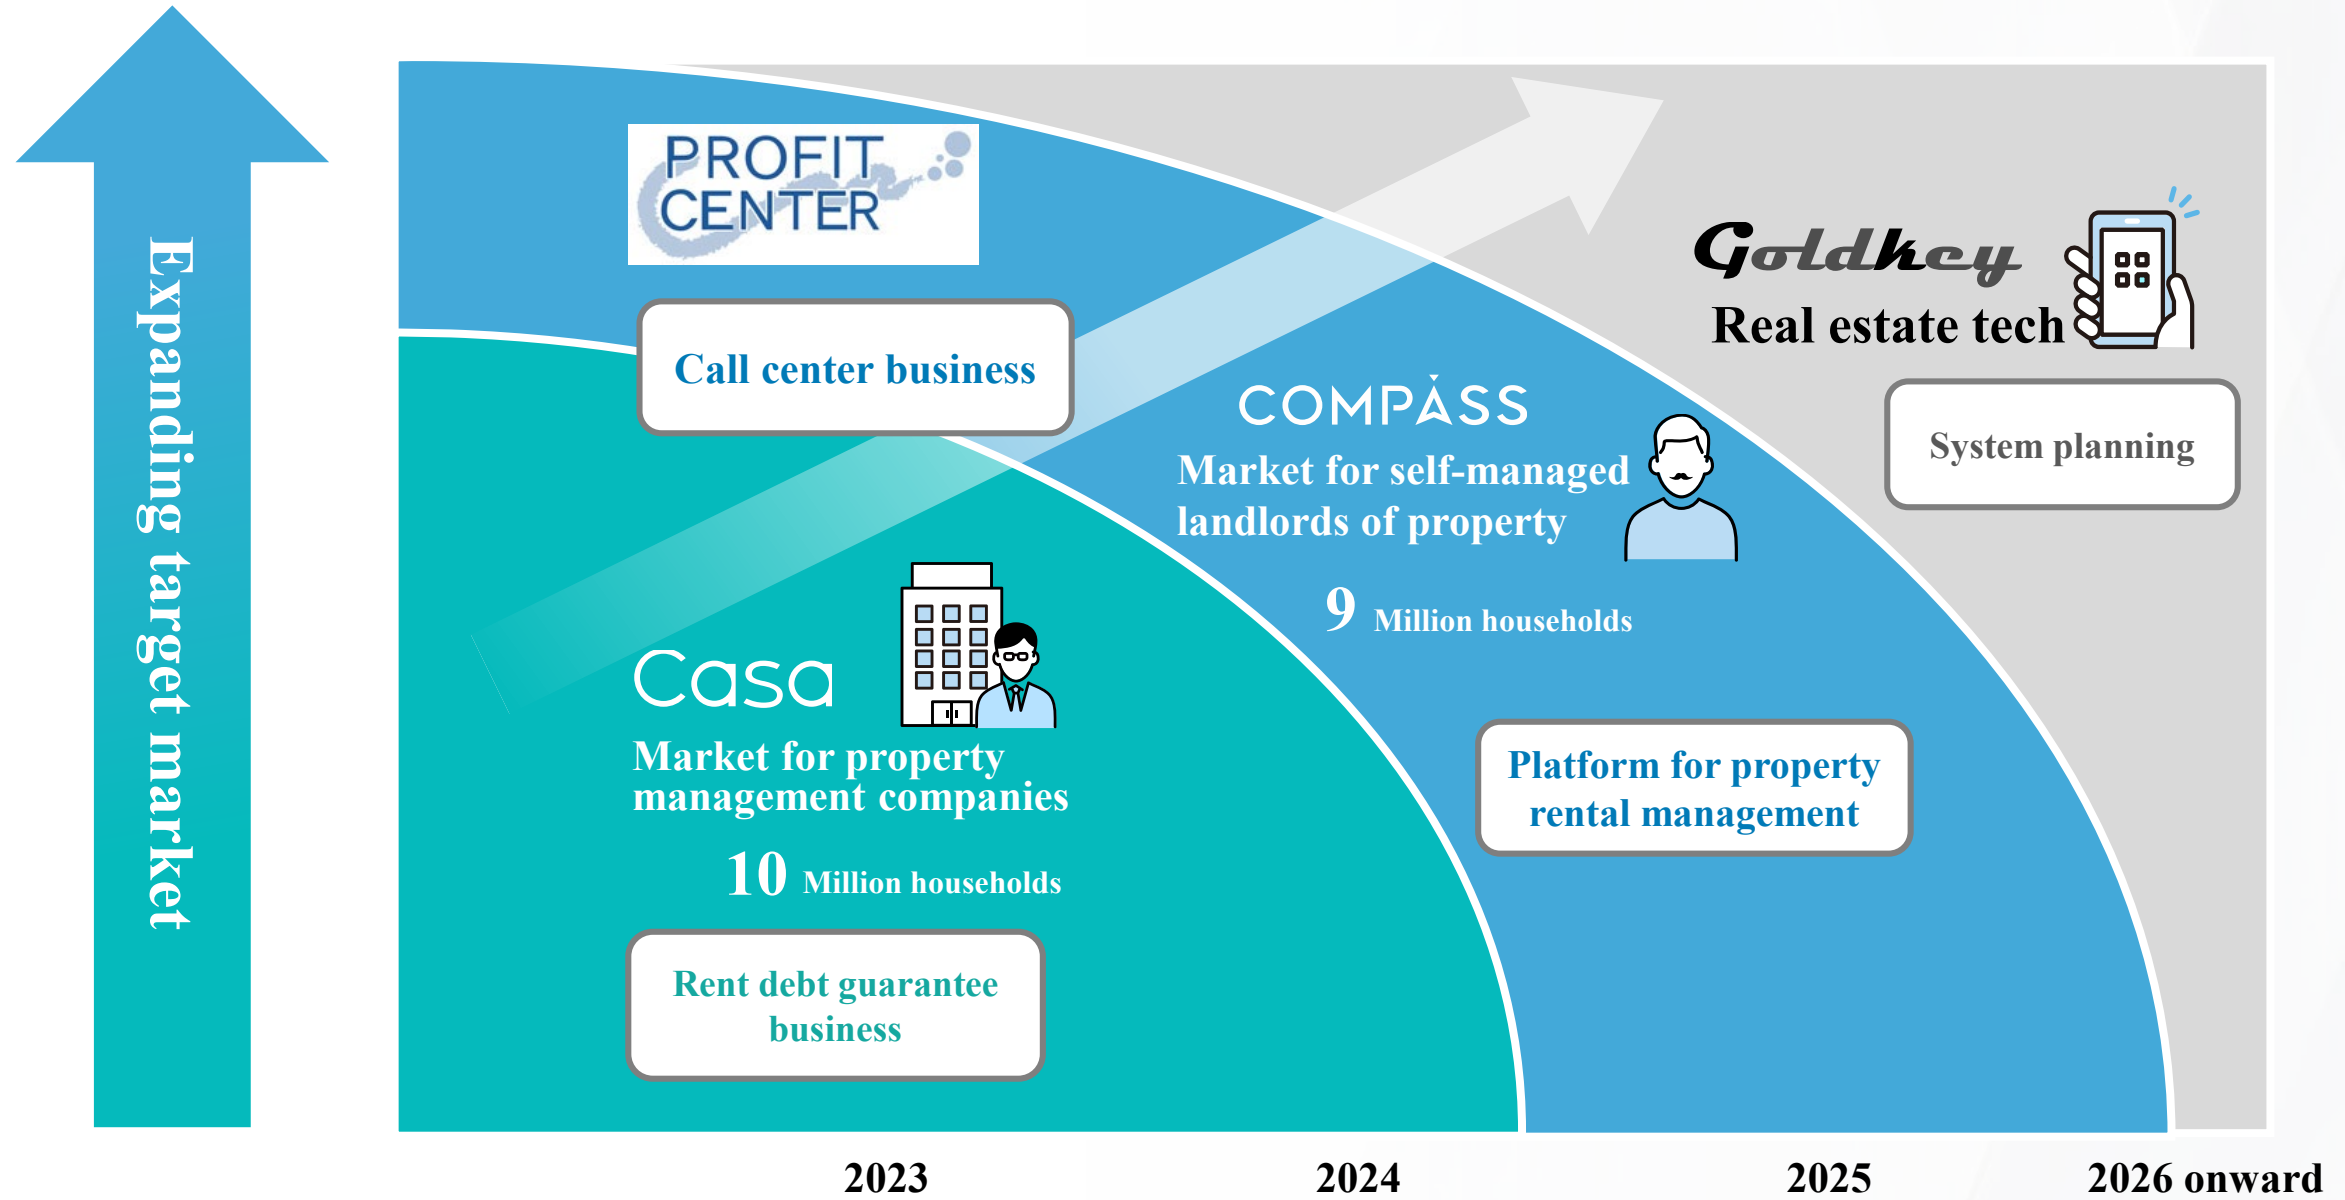 Expanding target market
PROFIT
CENTER
Call center business
Goldkey
Real estate tech
System planning
COMPASS
Market for self-managed
landlords of property
9 Million households
Platform for property
rental management
Casa
Market for property
management companies
10 Million households
Rent debt guarantee
business
2023
2024
2025
2026 onward